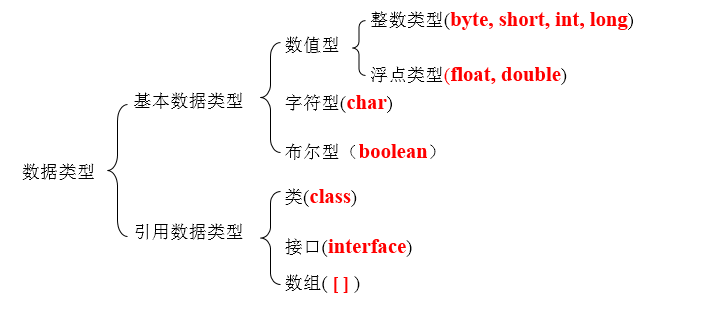 整数类型(byte, short, int, long)
数值型
浮点类型(float, double)
基本数据类型
字符型(char)
布尔型（boolean）
数据类型
类(class)
引用数据类型
接口(interface)
数组( [ ] )